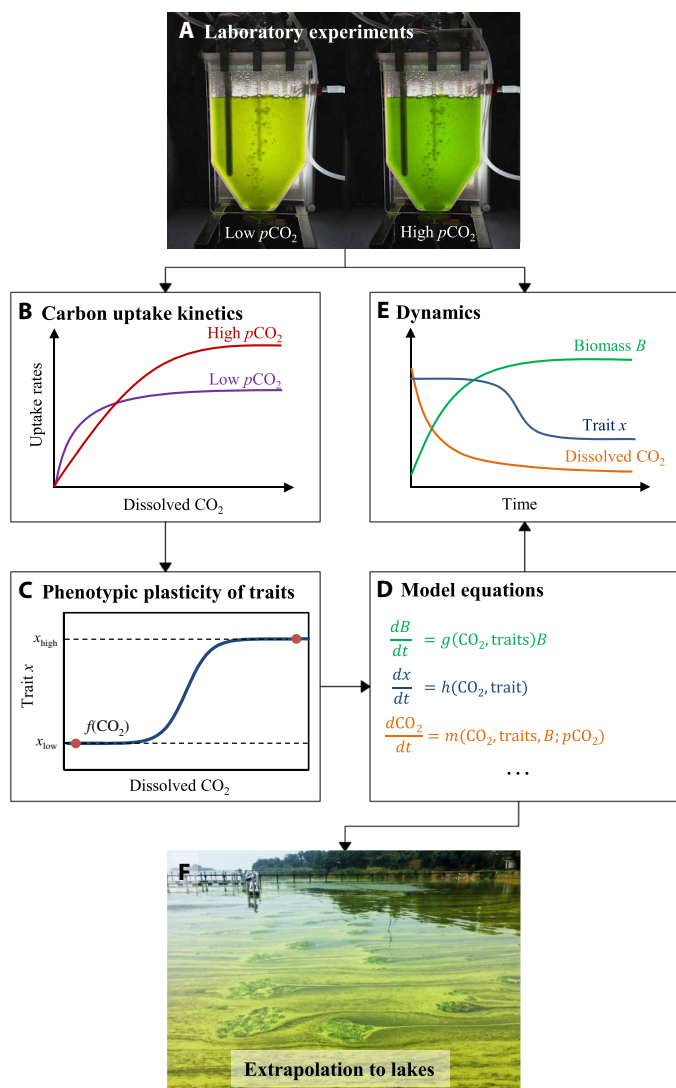 A Laboratory experiments
Low pCO₂ High pCO₂
B Carbon uptake kinetics
High pCO₂
Low pCO₂
Uptake rates
Dissolved CO₂
E Dynamics
Biomass B
Trait x
Dissolved CO₂
Time
C Phenotypic plasticity of traits
x_high
Trait x
f(CO₂)
x_low
Dissolved CO₂
D Model equations
dB/dt = g(CO₂, traits)B
dx/dt = h(CO₂, trait)
dCO₂/dt = m(CO₂, traits, B; pCO₂)
...
F
Extrapolation to lakes